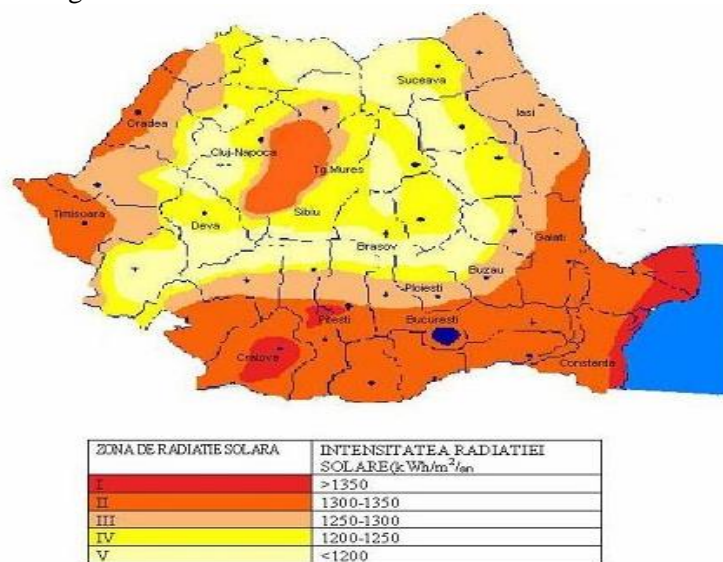 Suceava
Iasi
Oradea
Cluj-Napoca
Tg.Mures
Timisoara
Sibiu
Deva
Galati
Brasov
Buzau
Ploiesti
Pitesti
Bucuresti
Craiova
Constanta
ZONA DE RADIATIE SOLARA INTENSITATEA RADIATIEI
SOLARE(kWh/m²/an
I >1350
II 1300-1350
III 1250-1300
IV 1200-1250
V <1200